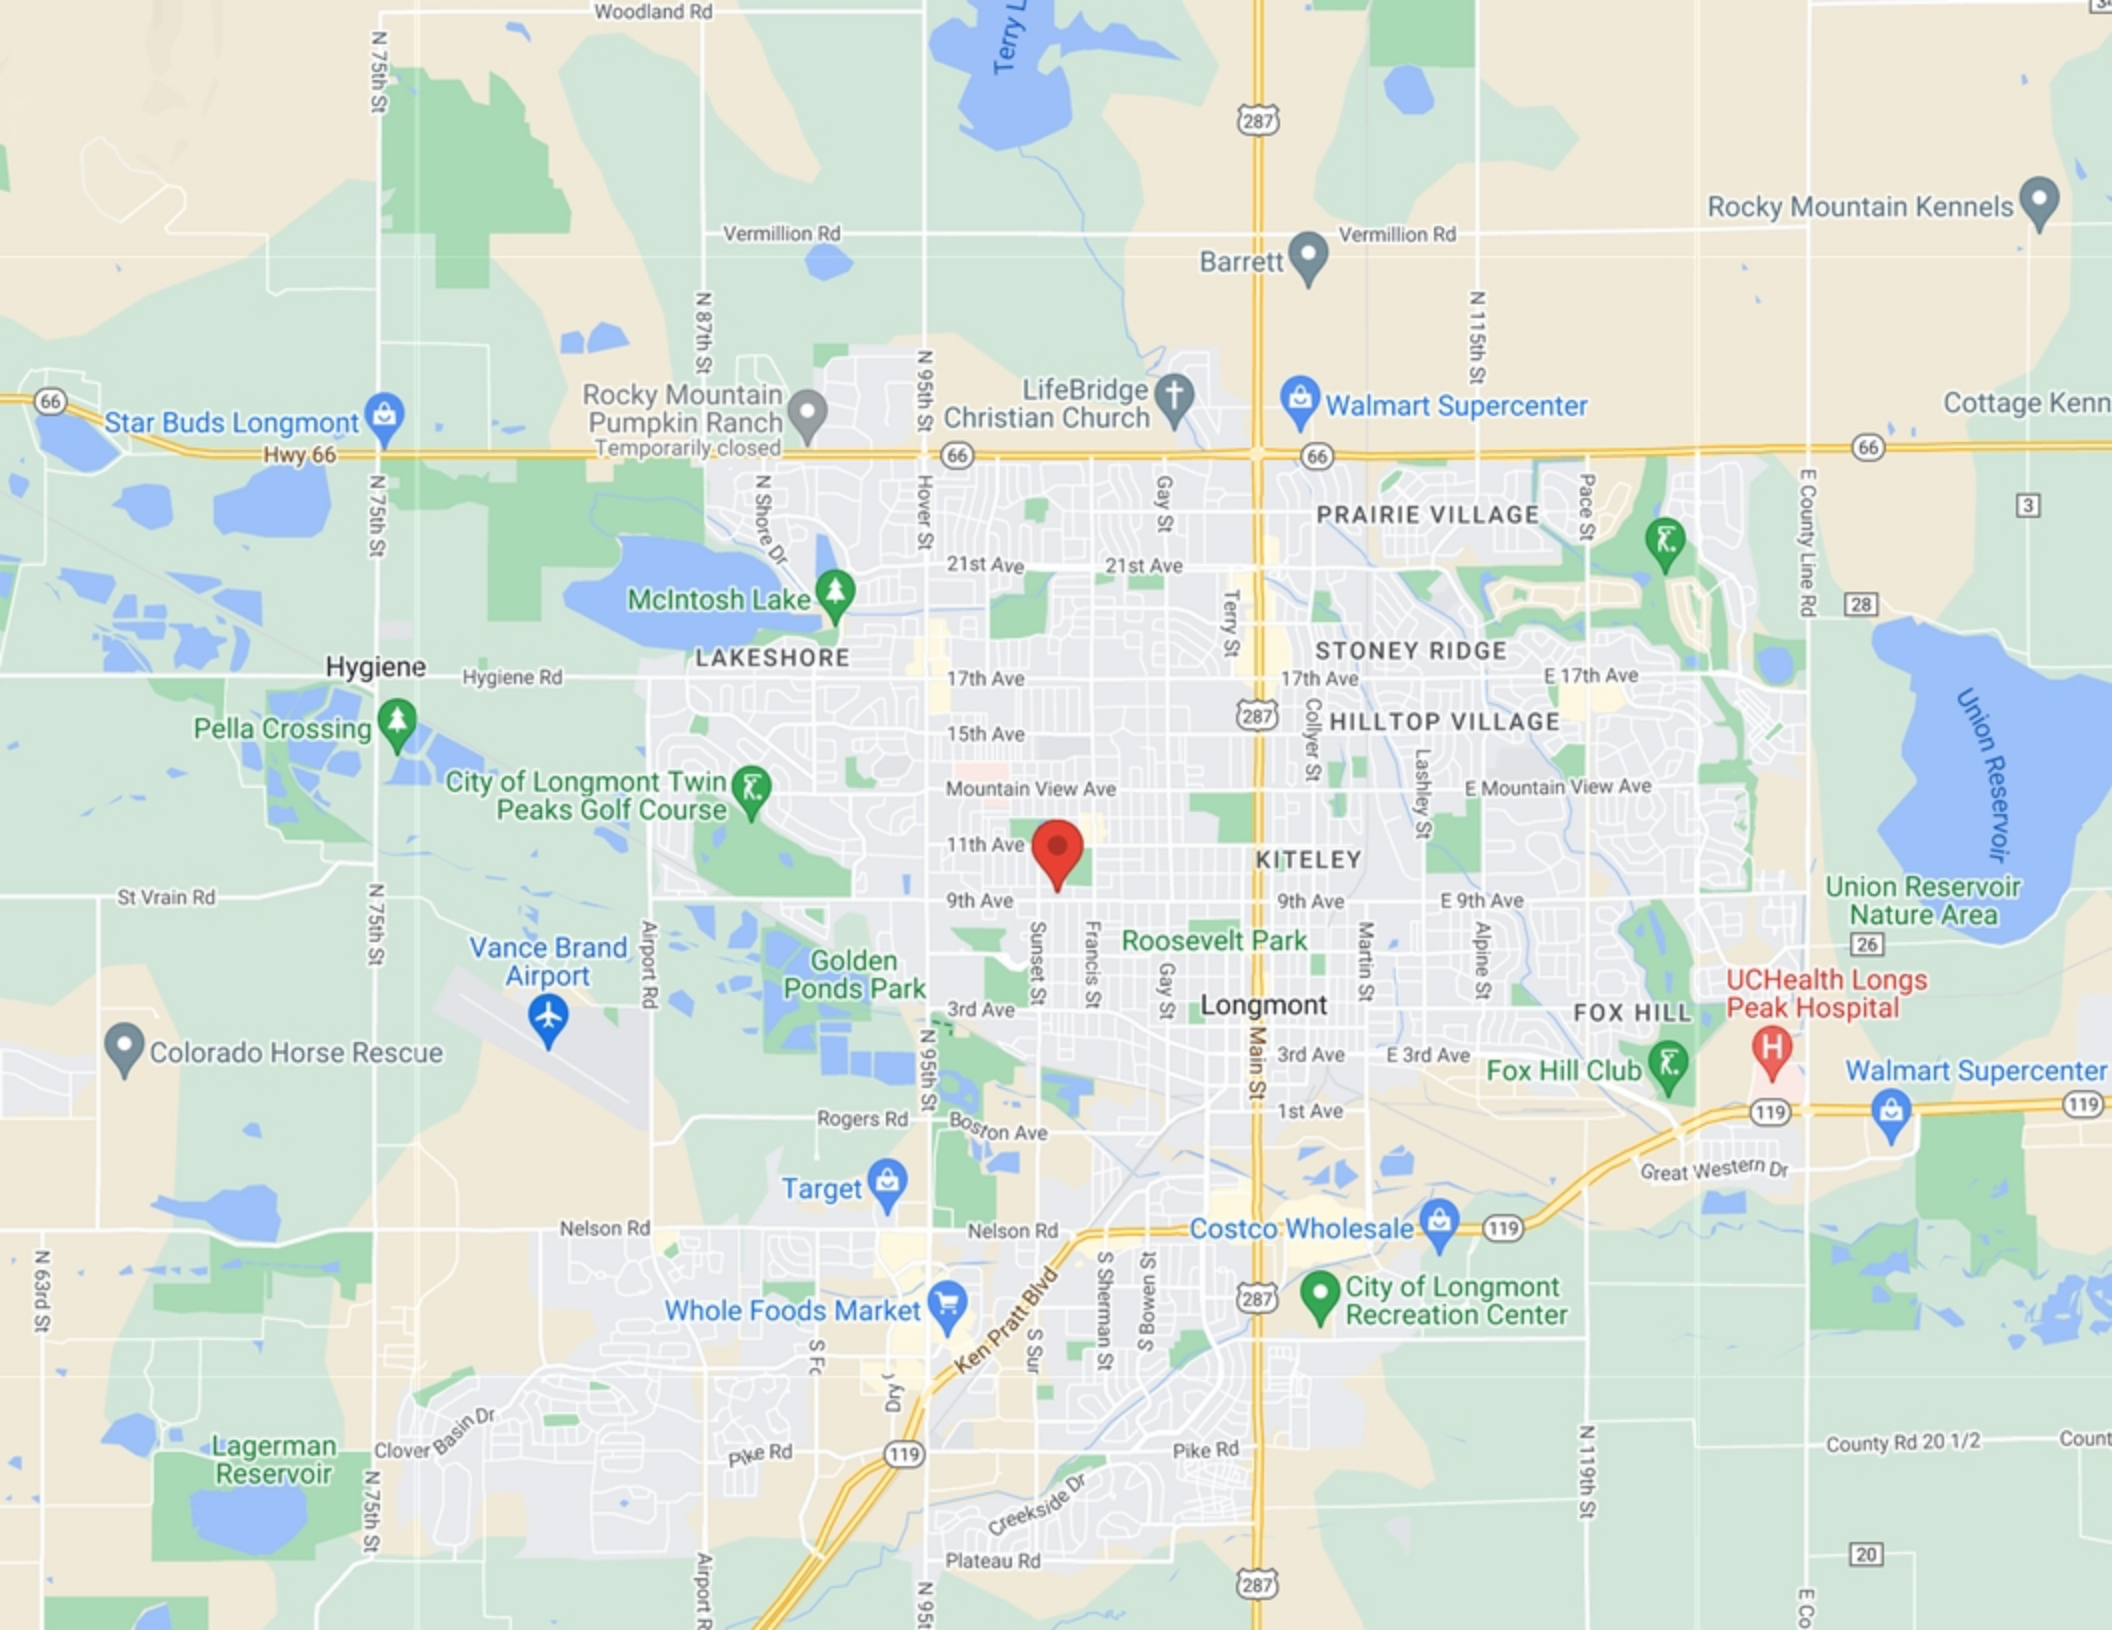 Woodland Rd
N 75th St
Terry L
287
34
Rocky Mountain Kennels
Vermillion Rd
Vermillion Rd
Barrett
N 87th St
N 115th St
N 95th St
66
Star Buds Longmont
Hwy 66
Rocky Mountain
Pumpkin Ranch
Temporarily closed
LifeBridge
Christian Church
Walmart Supercenter
Cottage Kenn
66
66
66
N 75th St
N Shore Dr
Hover St
Gay St
PRAIRIE VILLAGE
Pace St
E County Line Rd
3
21st Ave
21st Ave
McIntosh Lake
Terry St
28
LAKESHORE
STONEY RIDGE
Hygiene
Hygiene Rd
17th Ave
17th Ave
E 17th Ave
Pella Crossing
287
15th Ave
Collyer St
HILLTOP VILLAGE
Union Reservoir
City of Longmont Twin
Peaks Golf Course
Mountain View Ave
Lashley St
E Mountain View Ave
11th Ave
KITELEY
St Vrain Rd
N 75th St
9th Ave
9th Ave
E 9th Ave
Union Reservoir
Nature Area
Vance Brand
Airport
Airport Rd
Golden
Ponds Park
Sunset St
Francis St
Roosevelt Park
Gay St
Martin St
Alpine St
26
UCHealth Longs
Peak Hospital
3rd Ave
Longmont
FOX HILL
Colorado Horse Rescue
N 95th St
Main St
3rd Ave
E 3rd Ave
Fox Hill Club
H
Walmart Supercenter
Rogers Rd
Boston Ave
1st Ave
119
119
Great Western Dr
Target
Nelson Rd
Nelson Rd
Costco Wholesale
119
N 63rd St
Whole Foods Market
Ken Pratt Blvd
S Sherman St
S Bowen St
287
City of Longmont
Recreation Center
S Fo
S Sur
Dry C
Clover Basin Dr
Lagerman
Reservoir
Pike Rd
119
Pike Rd
N 119th St
County Rd 20 1/2
Count
N 75th St
Creekside Dr
Airport R
Plateau Rd
N 95t
287
20
E Co